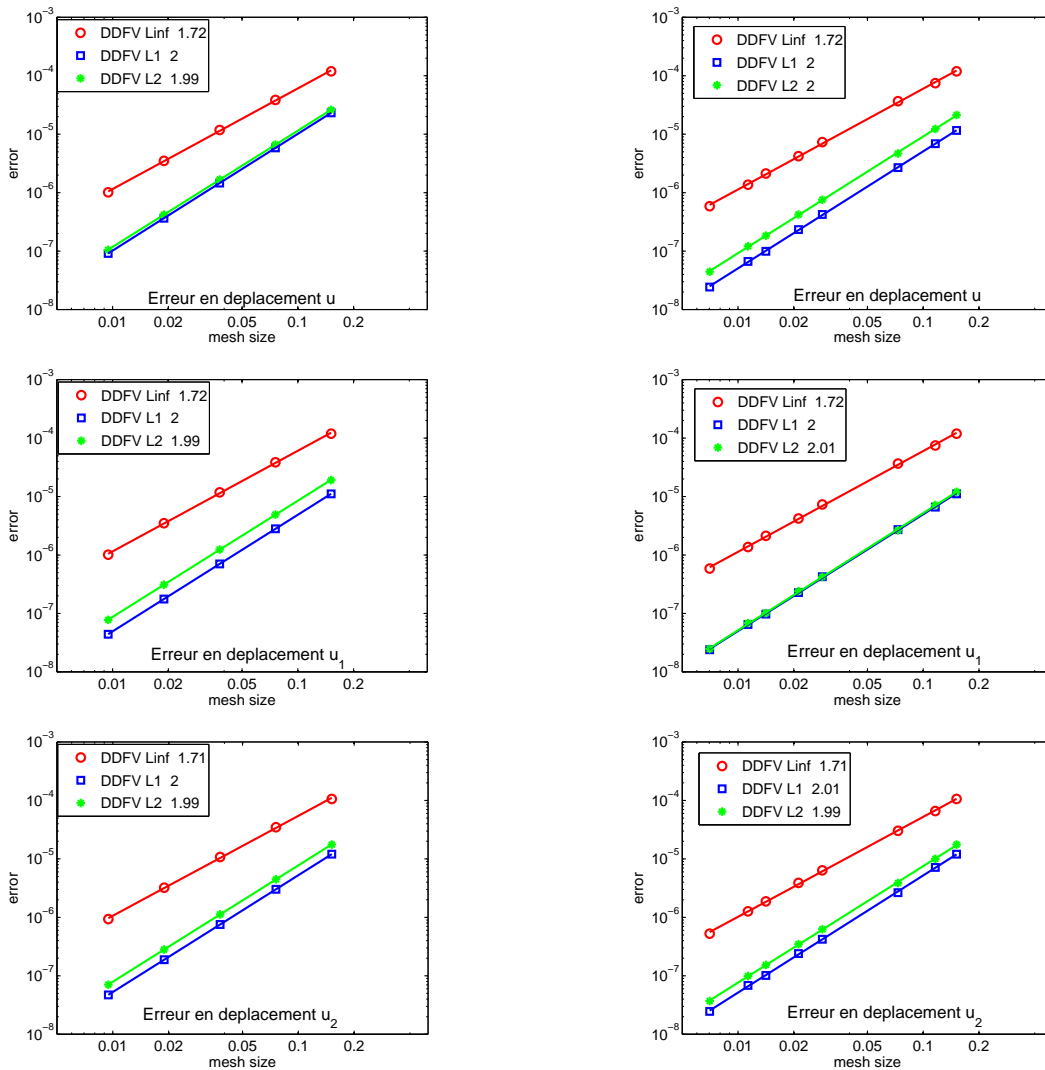 10^-3
10^-4
10^-5
10^-6
10^-7
10^-8
error
DDFV Linf 1.72
DDFV L1 2
DDFV L2 1.99
Erreur en deplacement u
0.01 0.02 0.05 0.1 0.2
mesh size
10^-3
10^-4
10^-5
10^-6
10^-7
10^-8
error
DDFV Linf 1.72
DDFV L1 2
DDFV L2 2
Erreur en deplacement u
0.01 0.02 0.05 0.1 0.2
mesh size
10^-3
10^-4
10^-5
10^-6
10^-7
10^-8
error
DDFV Linf 1.72
DDFV L1 2
DDFV L2 1.99
Erreur en deplacement u_1
0.01 0.02 0.05 0.1 0.2
mesh size
10^-3
10^-4
10^-5
10^-6
10^-7
10^-8
error
DDFV Linf 1.72
DDFV L1 2
DDFV L2 2.01
Erreur en deplacement u_1
0.01 0.02 0.05 0.1 0.2
mesh size
10^-3
10^-4
10^-5
10^-6
10^-7
10^-8
error
DDFV Linf 1.71
DDFV L1 2
DDFV L2 1.99
Erreur en deplacement u_2
0.01 0.02 0.05 0.1 0.2
mesh size
10^-3
10^-4
10^-5
10^-6
10^-7
10^-8
error
DDFV Linf 1.71
DDFV L1 2.01
DDFV L2 1.99
Erreur en deplacement u_2
0.01 0.02 0.05 0.1 0.2
mesh size